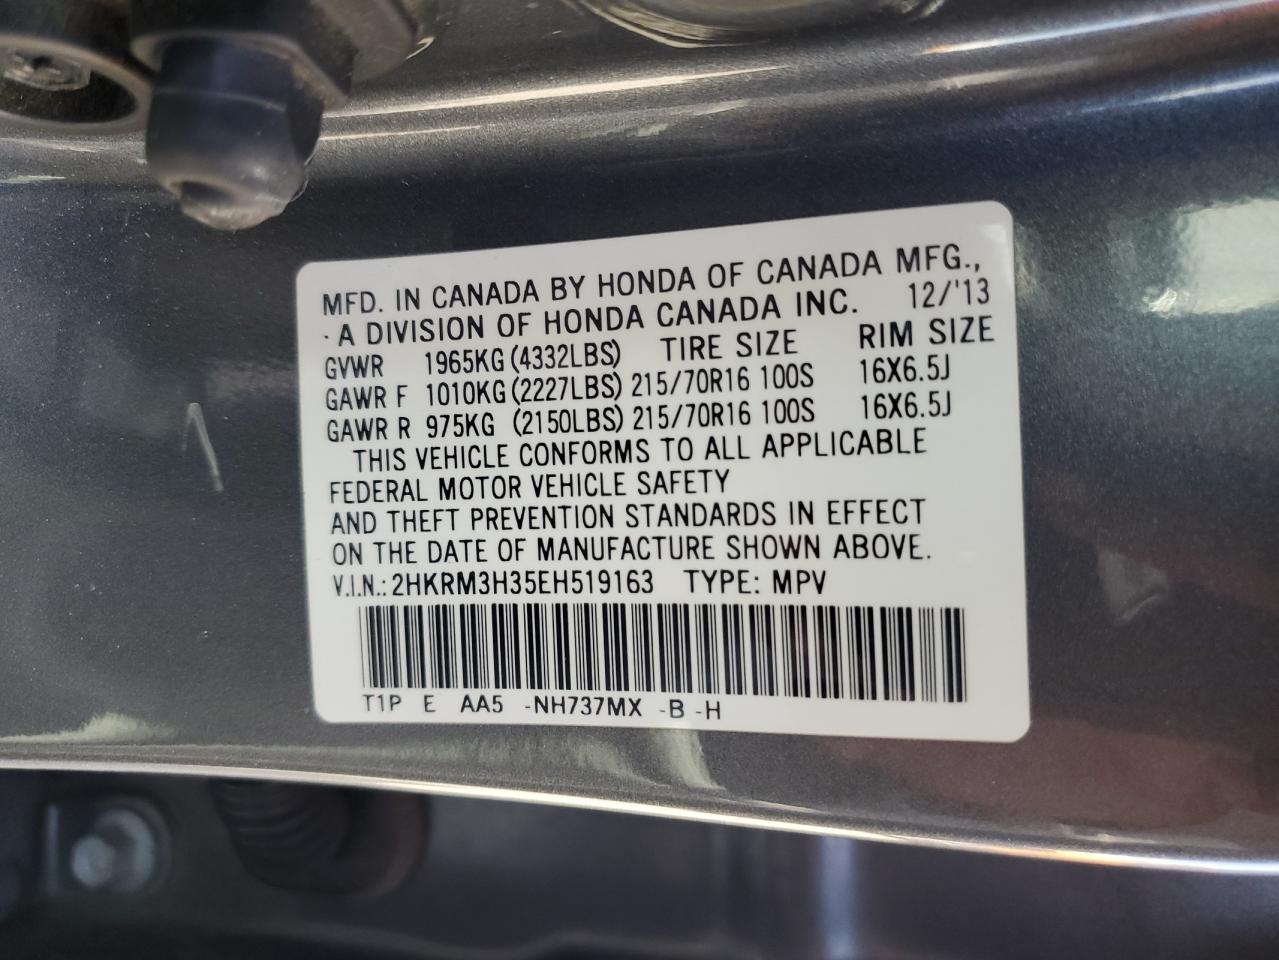 MFD. IN CANADA BY HONDA OF CANADA MFG.,
· A DIVISION OF HONDA CANADA INC. 12/'13
GVWR 1965KG (4332LBS) TIRE SIZE RIM SIZE
GAWR F 1010KG (2227LBS) 215/70R16 100S 16X6.5J
GAWR R 975KG (2150LBS) 215/70R16 100S 16X6.5J
THIS VEHICLE CONFORMS TO ALL APPLICABLE
FEDERAL MOTOR VEHICLE SAFETY
AND THEFT PREVENTION STANDARDS IN EFFECT
ON THE DATE OF MANUFACTURE SHOWN ABOVE.
V.I.N.: 2HKRM3H35EH519163 TYPE: MPV
T1P E AA5 -NH737MX -B -H